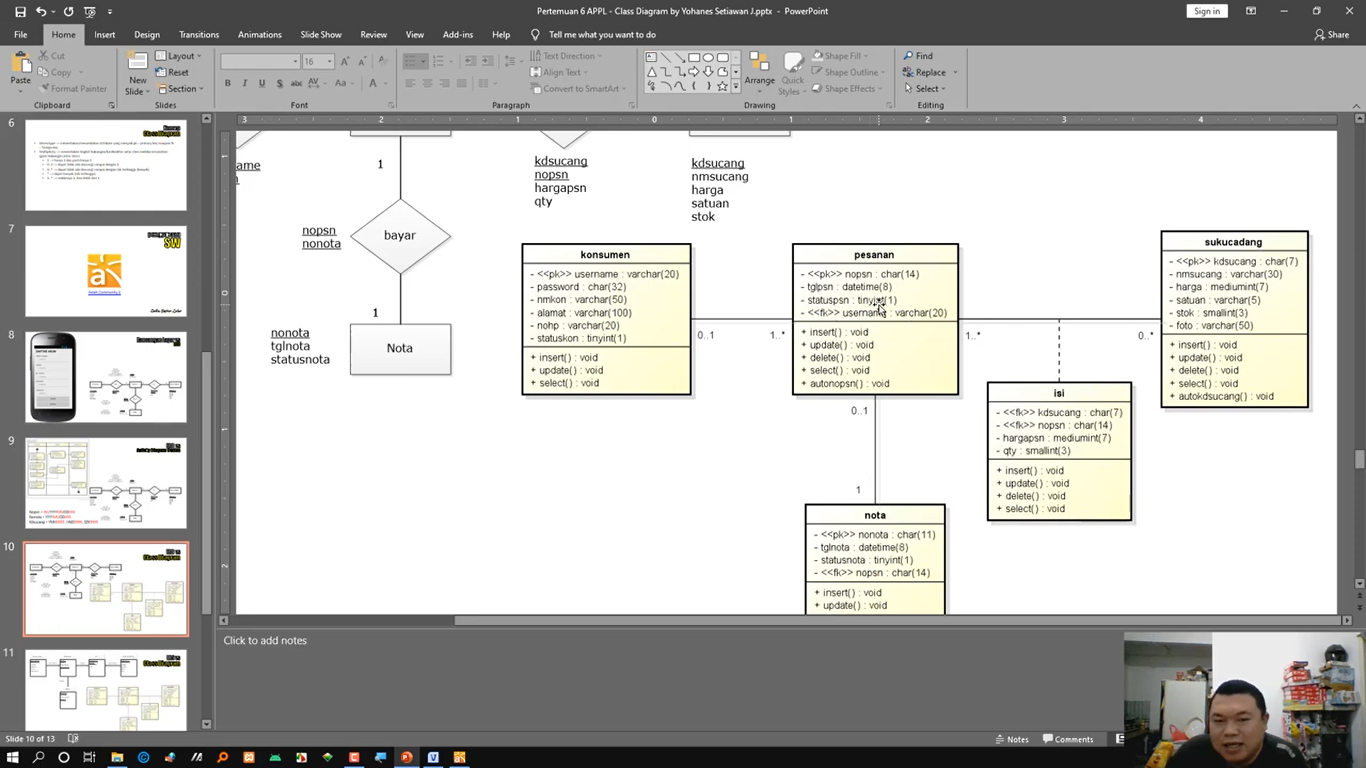 Pertemuan 6 APPL - Class Diagram by Yohanes Setiawan J.pptx - PowerPoint
Sign in
File Home Insert Design Transitions Animations Slide Show Review View Add-ins Help Tell me what you want to do Share
Paste
Cut
Copy
Format Painter
Clipboard
New Slide
Layout
Reset
Section
Slides
16
Font
Text Direction
Align Text
Convert to SmartArt
Paragraph
Arrange
Quick Styles
Shape Fill
Shape Outline
Shape Effects
Drawing
Find
Replace
Select
Editing
6
7
8
9
10
11
SW
Class Diagram
1
nopsn
nonota
bayar
1
nonota
tglnota
statusnota
Nota
kdsucang
nopsn
hargapsn
qty
kdsucang
nmsucang
harga
satuan
stok
konsumen
- <<pk>> username : varchar(20)
- password : char(32)
- nmkon : varchar(50)
- alamat : varchar(100)
- nohp : varchar(20)
- statuskon : tinyint(1)
+ insert() : void
+ update() : void
+ select() : void
0..1
1..*
pesanan
- <<pk>> nopsn : char(14)
- tglpsn : datetime(8)
- statuspsn : tinyint(1)
- <<fk>> username : varchar(20)
+ insert() : void
+ update() : void
+ delete() : void
+ select() : void
+ autonopsn() : void
1..*
0..*
sukucadang
- <<pk>> kdsucang : char(7)
- nmsucang : varchar(30)
- harga : mediumint(7)
- satuan : varchar(5)
- stok : smallint(3)
- foto : varchar(50)
+ insert() : void
+ update() : void
+ delete() : void
+ select() : void
+ autokdsucang() : void
isi
- <<fk>> kdsucang : char(7)
- <<fk>> nopsn : char(14)
- hargapsn : mediumint(7)
- qty : smallint(3)
+ insert() : void
+ update() : void
+ delete() : void
+ select() : void
0..1
1
nota
- <<pk>> nonota : char(11)
- tglnota : datetime(8)
- statusnota : tinyint(1)
- <<fk>> nopsn : char(14)
+ insert() : void
+ update() : void
Click to add notes
Slide 10 of 13
Notes
Comments